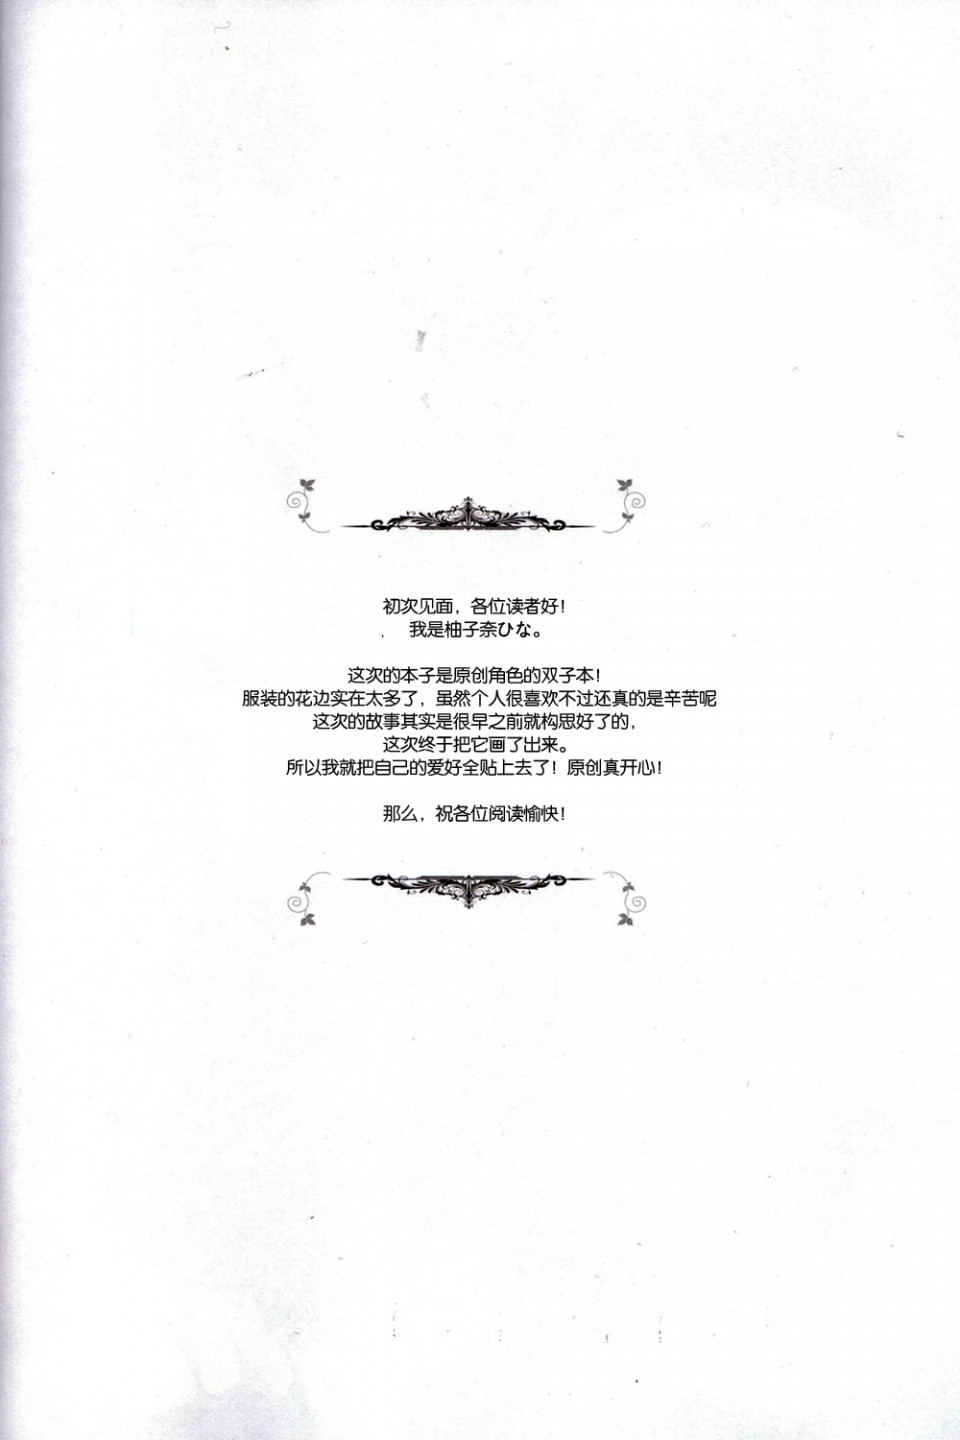 初次见面，各位读者好！
我是柚子奈ひな。
这次的本子是原创角色的双子本！
服装的花边实在太多了，虽然个人很喜欢不过还真的是辛苦呢
这次的故事其实是很早之前就构思好了的，
这次终于把它画了出来。
所以我就把自己的爱好全贴上去了！原创真开心！
那么，祝各位阅读愉快！